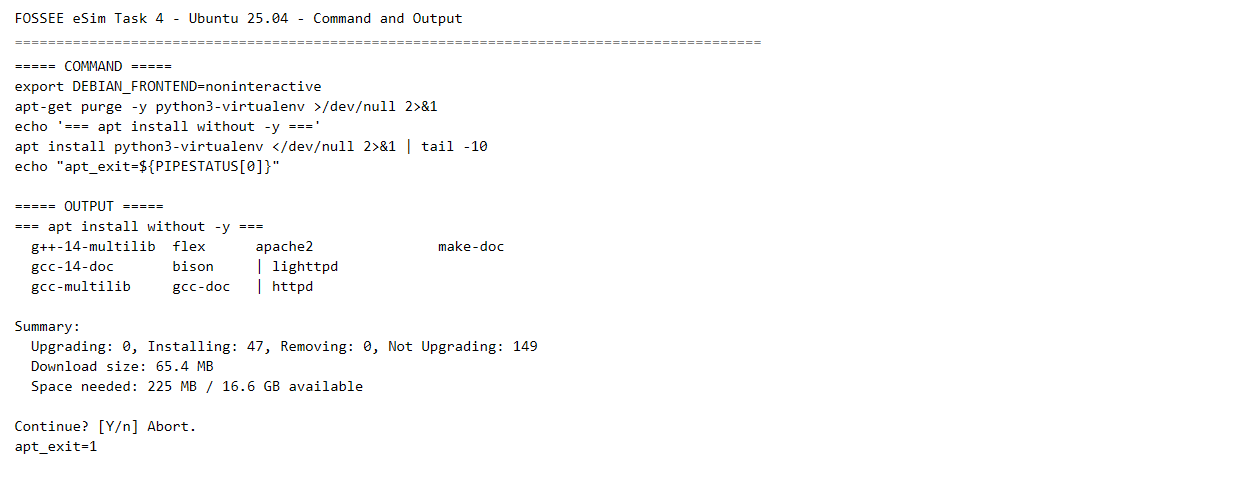 FOSSEE eSim Task 4 - Ubuntu 25.04 - Command and Output
==========================================================================================
===== COMMAND =====
export DEBIAN_FRONTEND=noninteractive
apt-get purge -y python3-virtualenv >/dev/null 2>&1
echo '=== apt install without -y ==='
apt install python3-virtualenv </dev/null 2>&1 | tail -10
echo "apt_exit=${PIPESTATUS[0]}"

===== OUTPUT =====
=== apt install without -y ===
  g++-14-multilib  flex      apache2               make-doc
  gcc-14-doc       bison     | lighttpd
  gcc-multilib     gcc-doc   | httpd

Summary:
  Upgrading: 0, Installing: 47, Removing: 0, Not Upgrading: 149
  Download size: 65.4 MB
  Space needed: 225 MB / 16.6 GB available

Continue? [Y/n] Abort.
apt_exit=1